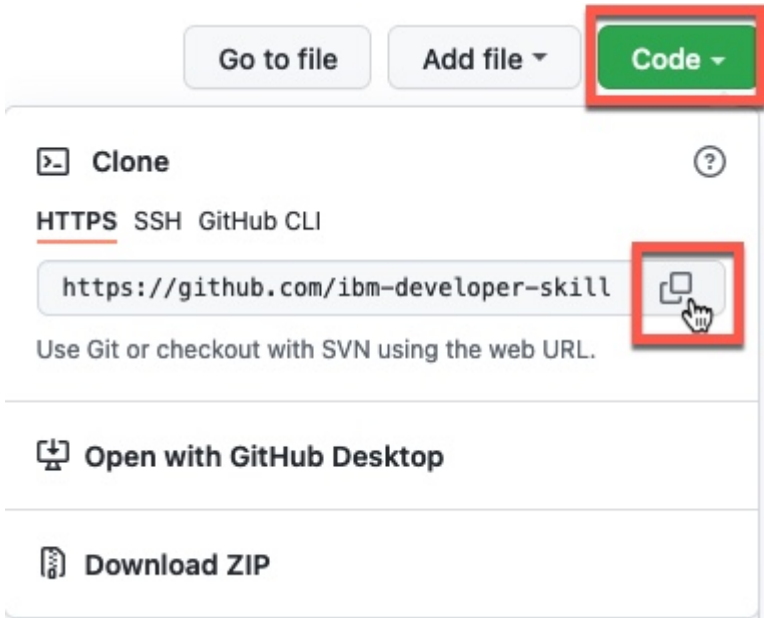 Go to file Add file Code
Clone
HTTPS SSH GitHub CLI
https://github.com/ibm-developer-skill
Use Git or checkout with SVN using the web URL.
Open with GitHub Desktop
Download ZIP